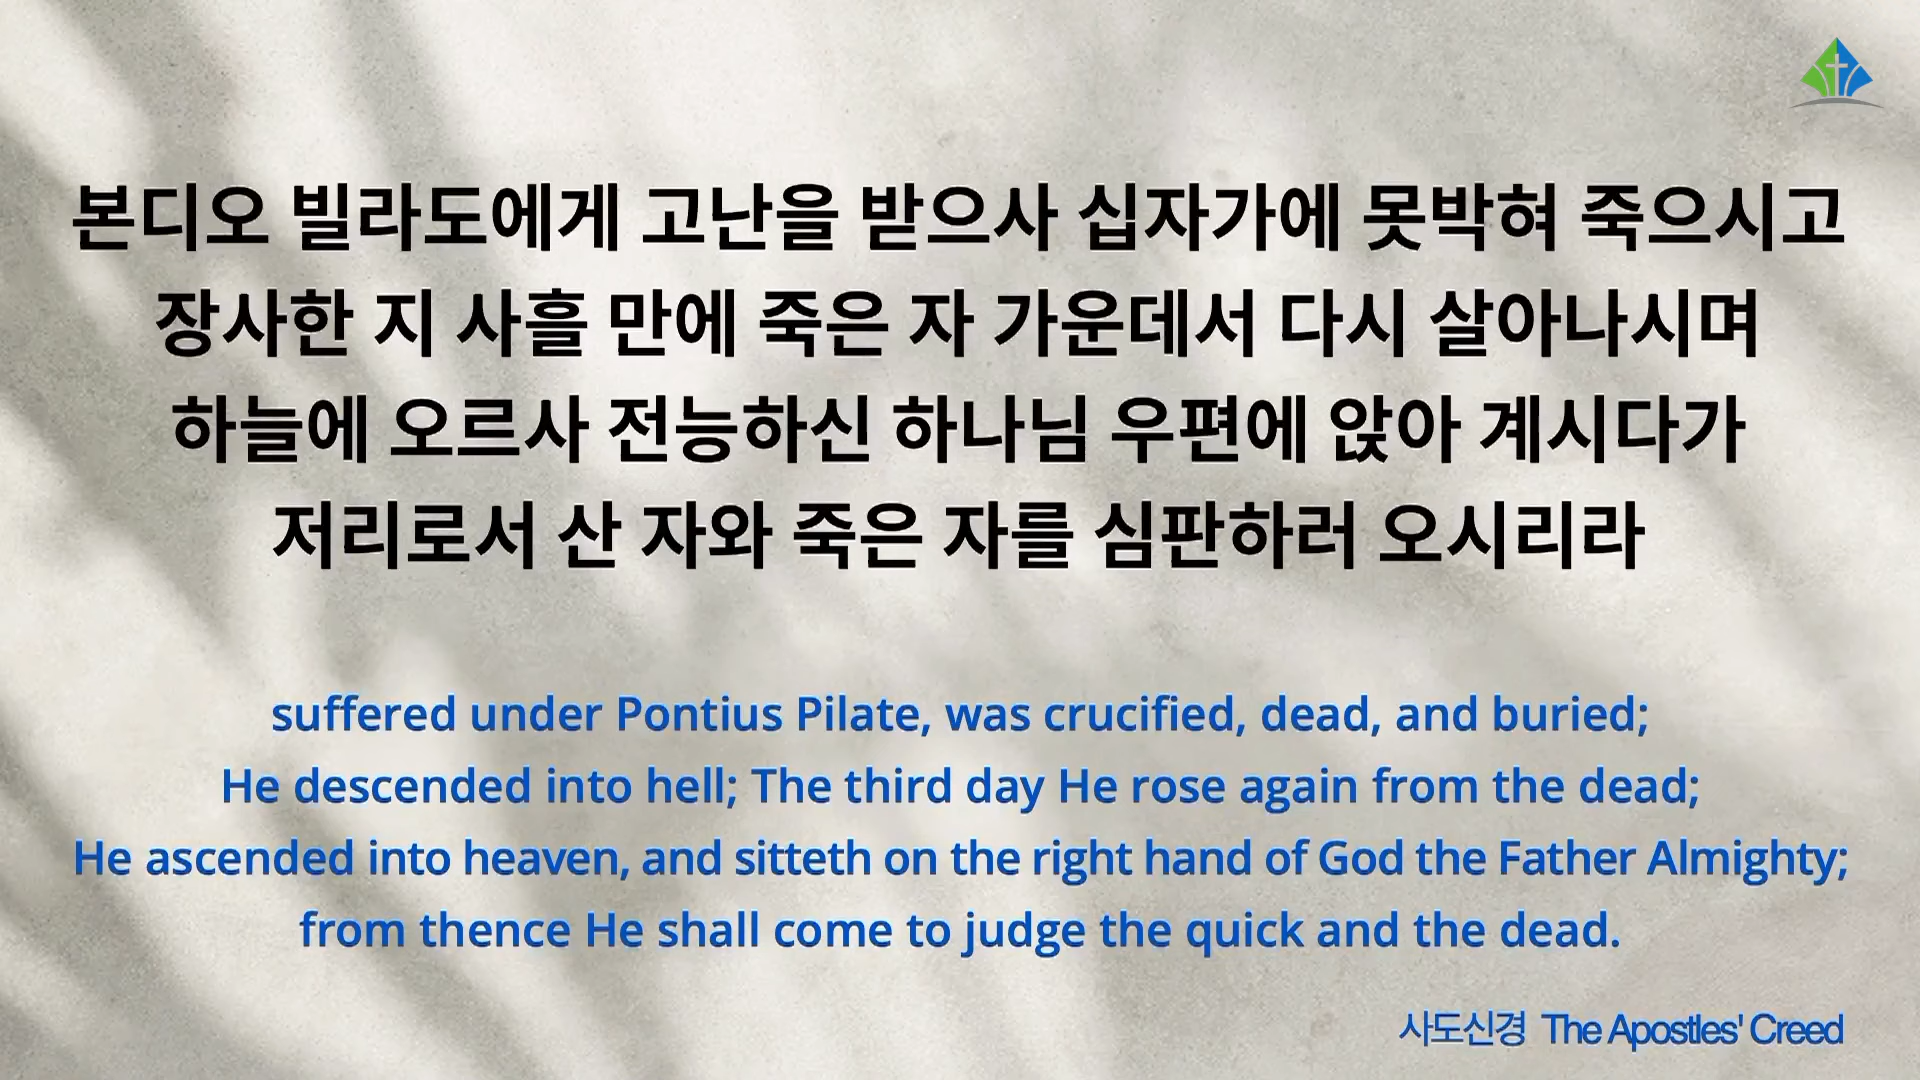 본디오 빌라도에게 고난을 받으사 십자가에 못박혀 죽으시고
장사한 지 사흘 만에 죽은 자 가운데서 다시 살아나시며
하늘에 오르사 전능하신 하나님 우편에 앉아 계시다가
저리로서 산 자와 죽은 자를 심판하러 오시리라
suffered under Pontius Pilate, was crucified, dead, and buried;
He descended into hell; The third day He rose again from the dead;
He ascended into heaven, and sitteth on the right hand of God the Father Almighty;
from thence He shall come to judge the quick and the dead.
사도신경 The Apostles' Creed